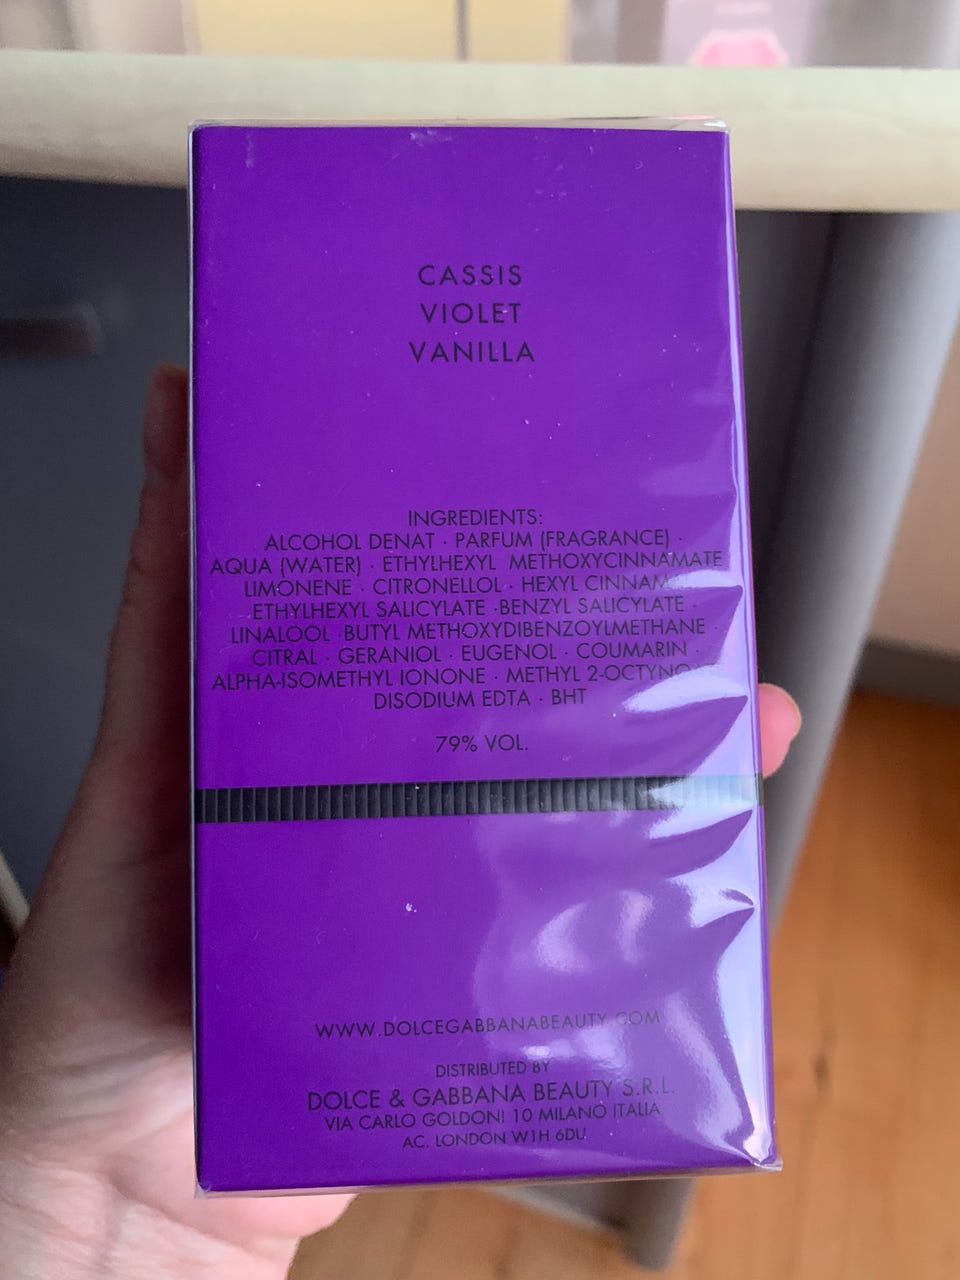 CASSIS
VIOLET
VANILLA
INGREDIENTS:
ALCOHOL DENAT · PARFUM (FRAGRANCE) ·
AQUA (WATER) · ETHYLHEXYL METHOXYCINNAMATE
LIMONENE · CITRONELLOL · HEXYL
ETHYLHEXYL SALICYLATE · BENZYL SALICYLATE ·
LINALOOL · BUTYL METHOXYDIBENZOYLMETHANE ·
CITRAL · GERANIOL · EUGENOL · COUMARIN ·
ALPHA-ISOMETHYL IONONE · METHYL
DISODIUM EDTA · BHT
79% VOL.
WWW.DOLCEGABBANABEAUTY.COM
DISTRIBUTED BY
DOLCE & GABBANA BEAUTY S.R.L.
VIA CARLO GOLDONI 10 MILANO ITALIA
AC. LONDON W1H 6DU